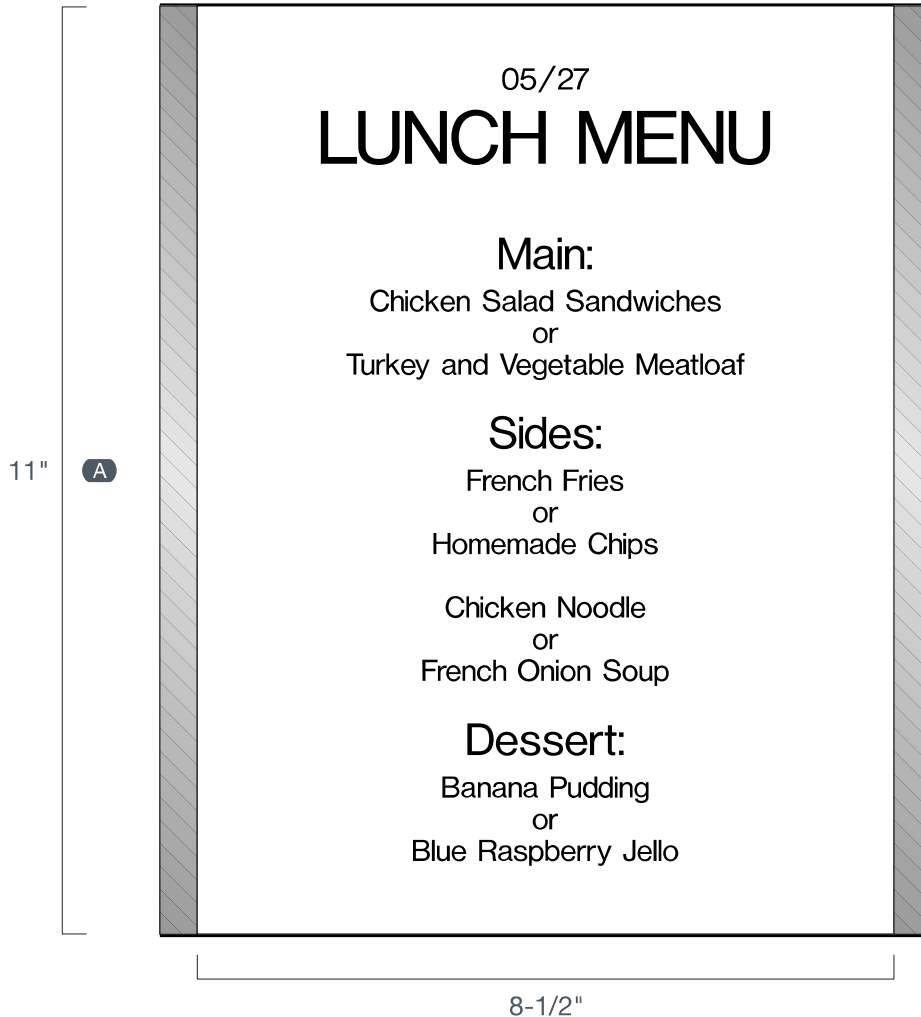 05/27
LUNCH MENU
Main:
Chicken Salad Sandwiches
or
Turkey and Vegetable Meatloaf
Sides:
French Fries
or
Homemade Chips
Chicken Noodle
or
French Onion Soup
Dessert:
Banana Pudding
or
Blue Raspberry Jello
11"
A
8-1/2"